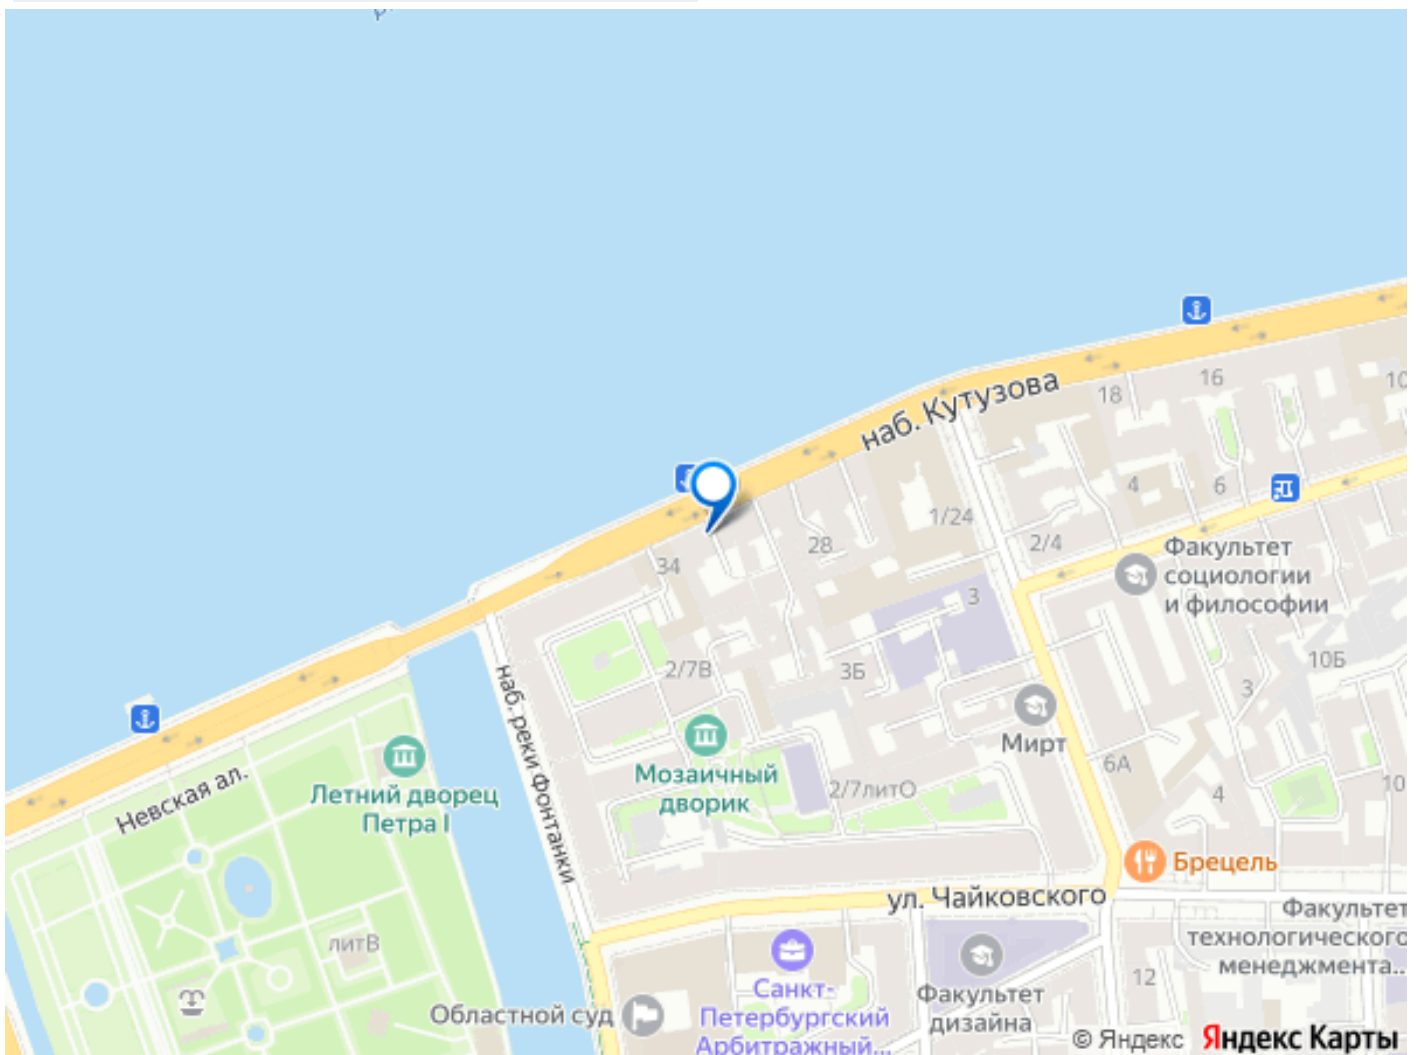 наб. Кутузова
18
16
10
4
6
1/24
2/4
28
34
Факультет
социологии
и философии
3
2/7В
3Б
10Б
3
наб. реки Фонтанки
Мирт
6А
Мозаичный
дворик
2/7литО
4
10
Летний дворец
Петра I
Невская ал.
Брецель
ул. Чайковского
Факультет
технологического
менеджмента...
литВ
12
Санкт-
Петербургский
Арбитражный...
Факультет
дизайна
Областной суд
© Яндекс Яндекс Карты